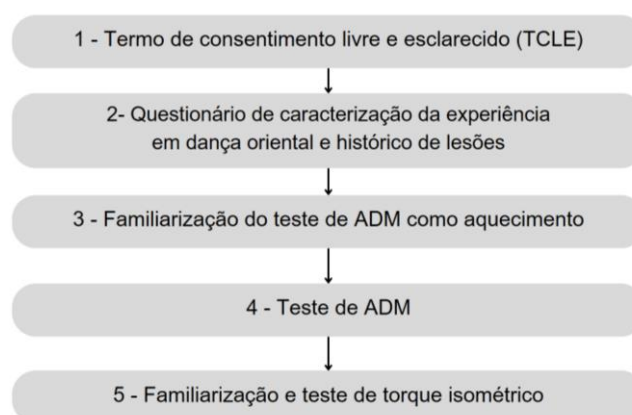 1 - Termo de consentimento livre e esclarecido (TCLE)
2- Questionário de caracterização da experiência
em dança oriental e histórico de lesões
3 - Familiarização do teste de ADM como aquecimento
4 - Teste de ADM
5 - Familiarização e teste de torque isométrico